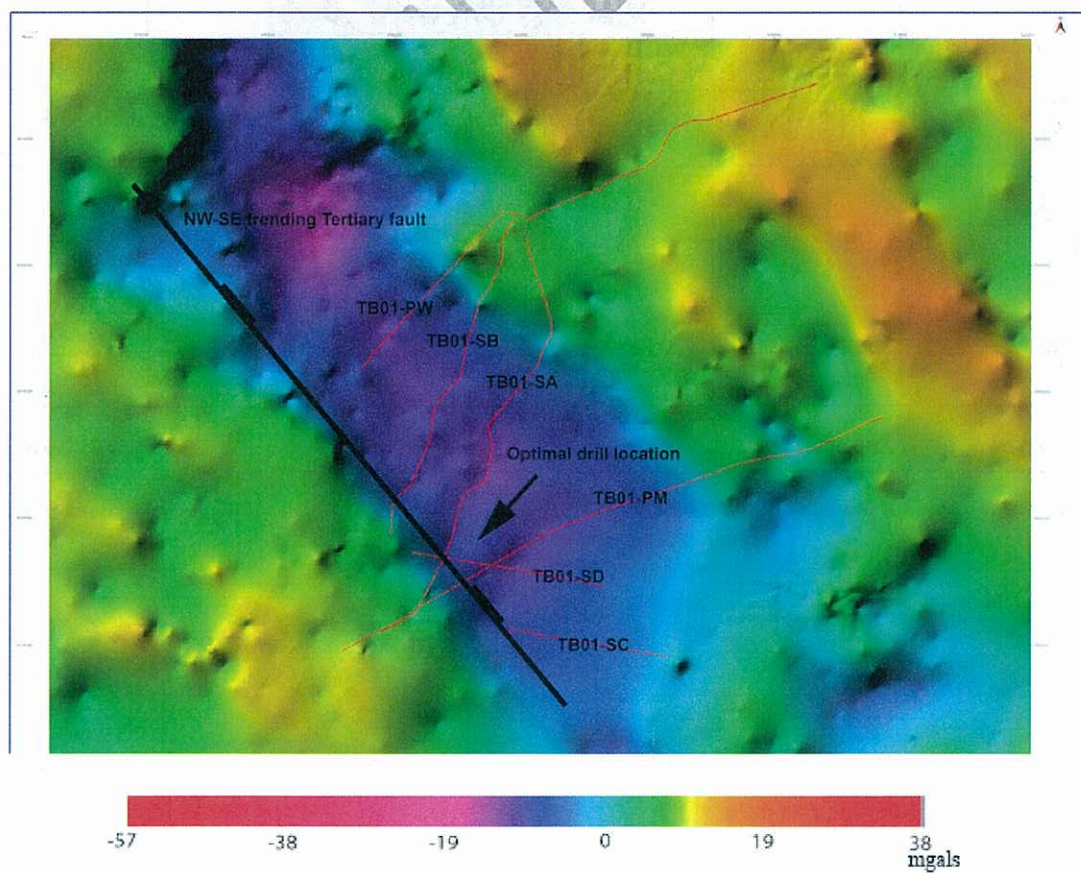 NW-SE trending Tertiary fault
TB01-PW
TB01-SB
TB01-SA
Optimal drill location
TB01-PM
TB01-SD
TB01-SC
-57
-38
-19
0
19
38
mgals